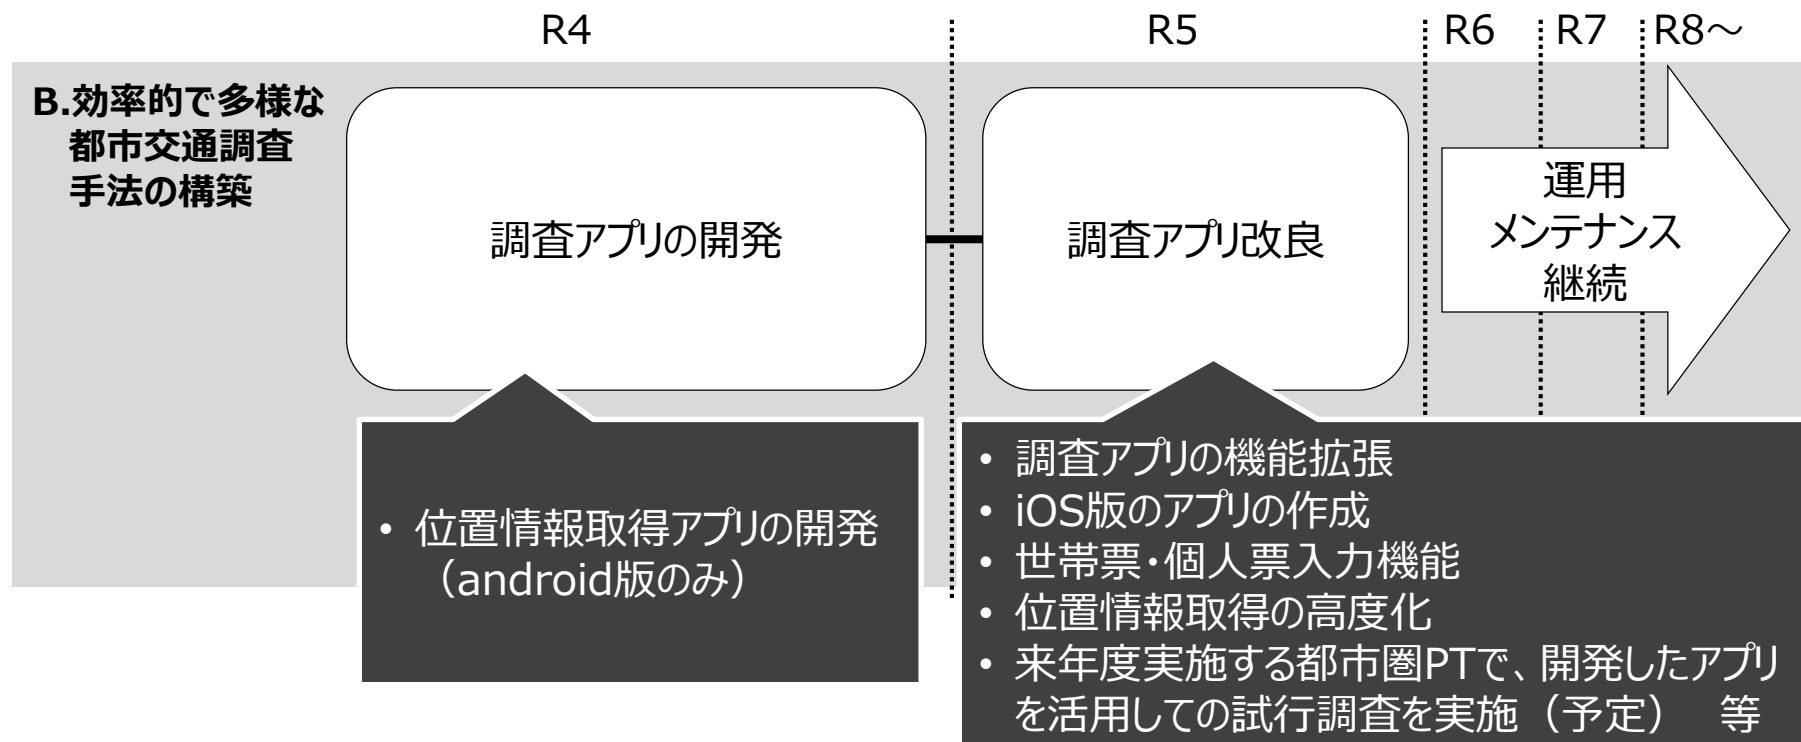 R4
R5
R6
R7
R8～
B.効率的で多様な
都市交通調査
手法の構築
調査アプリの開発
調査アプリ改良
運用
メンテナンス
継続
• 位置情報取得アプリの開発
（android版のみ）
• 調査アプリの機能拡張
• iOS版のアプリの作成
• 世帯票・個人票入力機能
• 位置情報取得の高度化
• 来年度実施する都市圏PTで、開発したアプリ
を活用しての試行調査を実施（予定）　等